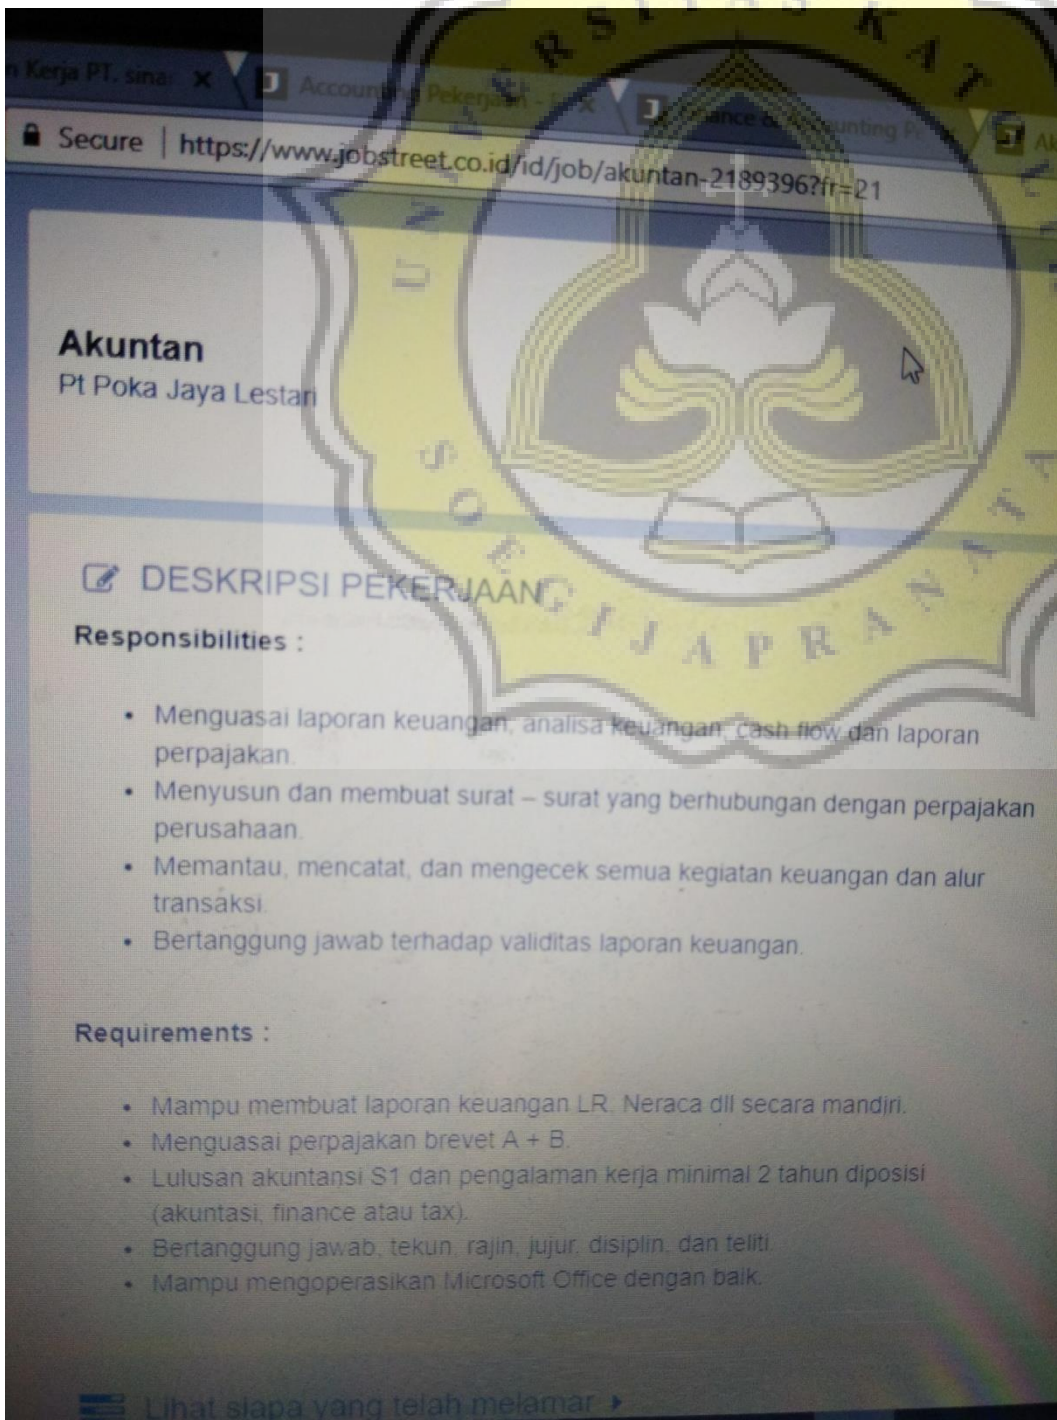 n Kerja PT. sina
Accounting Pekerjaan
Finance & Accounting
Secure | https://www.jobstreet.co.id/id/job/akuntan-2189396?fr=21
UNIVERSITAS KATOLIK
SOEGIJAPRANATA
Akuntan
Pt Poka Jaya Lestari
DESKRIPSI PEKERJAAN
Responsibilities :
• Menguasai laporan keuangan, analisa keuangan, cash flow dan laporan
perpajakan.
• Menyusun dan membuat surat – surat yang berhubungan dengan perpajakan
perusahaan.
• Memantau, mencatat, dan mengecek semua kegiatan keuangan dan alur
transaksi.
• Bertanggung jawab terhadap validitas laporan keuangan.
Requirements :
• Mampu membuat laporan keuangan LR, Neraca dll secara mandiri.
• Menguasai perpajakan brevet A + B.
• Lulusan akuntansi S1 dan pengalaman kerja minimal 2 tahun diposisi
(akuntasi, finance atau tax).
• Bertanggung jawab, tekun, rajin, jujur, disiplin, dan teliti.
• Mampu mengoperasikan Microsoft Office dengan baik.
Lihat siapa yang telah melamar